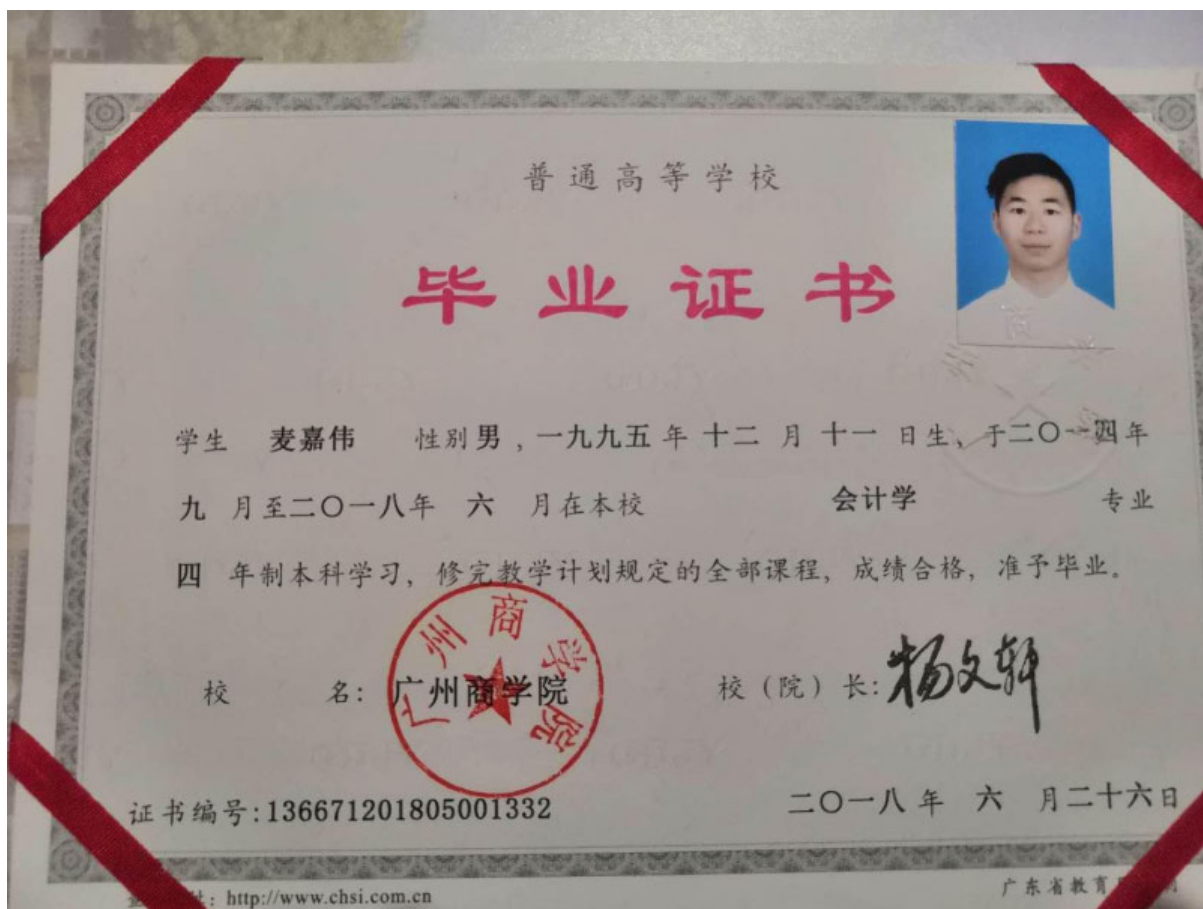 普通高等学校
毕业证书
学生 麦嘉伟 性别 男 ，一九九五 年 十二 月 十一 日生，于二〇一四年
九 月至二〇一八年 六 月在本校 会计学 专业
四 年制本科学习，修完教学计划规定的全部课程，成绩合格，准予毕业。
广州商学院
校 名：广州商学院 校（院）长：杨文轩
证书编号:136671201805001332 二〇一八 年 六 月二十六日
http://www.chsi.com.cn 广东省教育